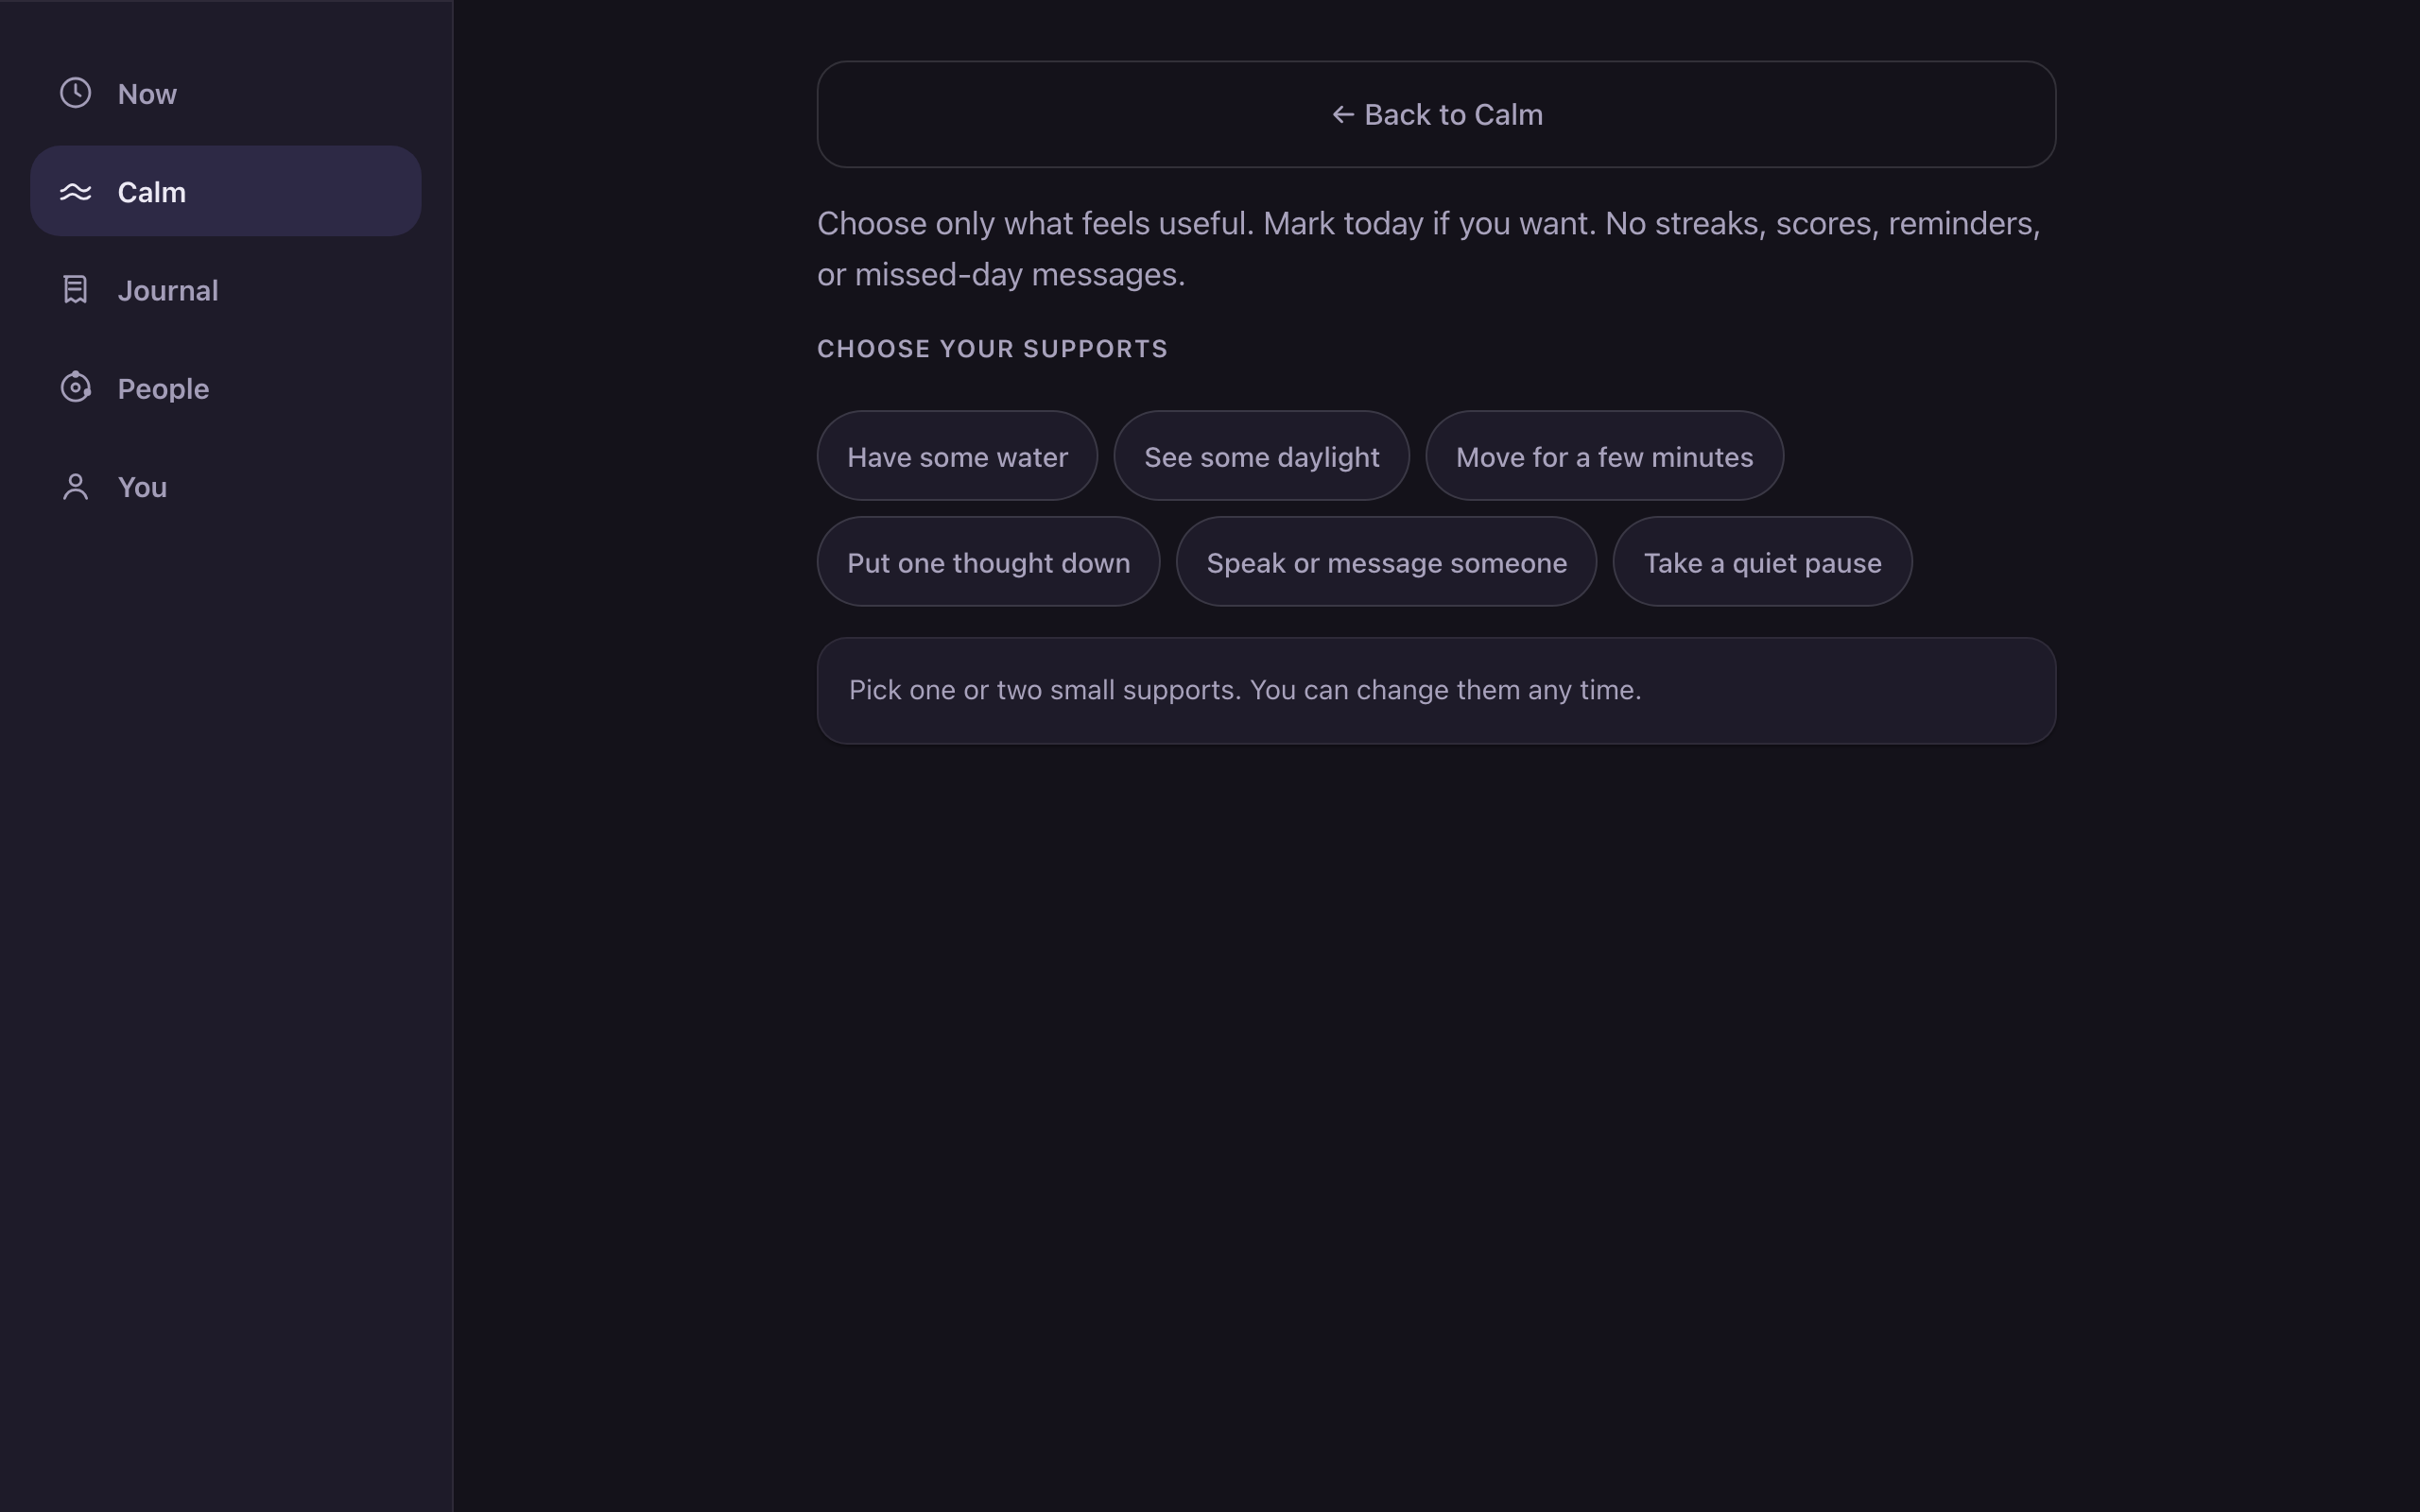 Now
Calm
Journal
People
You
← Back to Calm
Choose only what feels useful. Mark today if you want. No streaks, scores, reminders,
or missed-day messages.
CHOOSE YOUR SUPPORTS
Have some water
See some daylight
Move for a few minutes
Put one thought down
Speak or message someone
Take a quiet pause
Pick one or two small supports. You can change them any time.